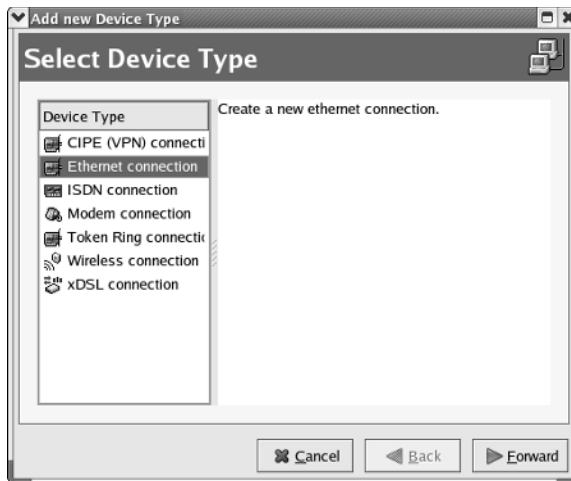 Add new Device Type
Select Device Type
Device Type
CIPE (VPN) connecti
Ethernet connection
ISDN connection
Modem connection
Token Ring connectic
Wireless connection
xDSL connection
Create a new ethernet connection.
Cancel
Back
Forward